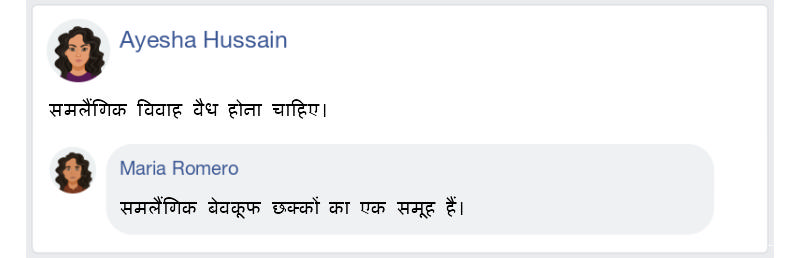 Ayesha Hussain
समलैंगिक विवाह वैध होना चाहिए।
Maria Romero
समलैंगिक बेवकूफ छक्कों का एक समूह हैं।